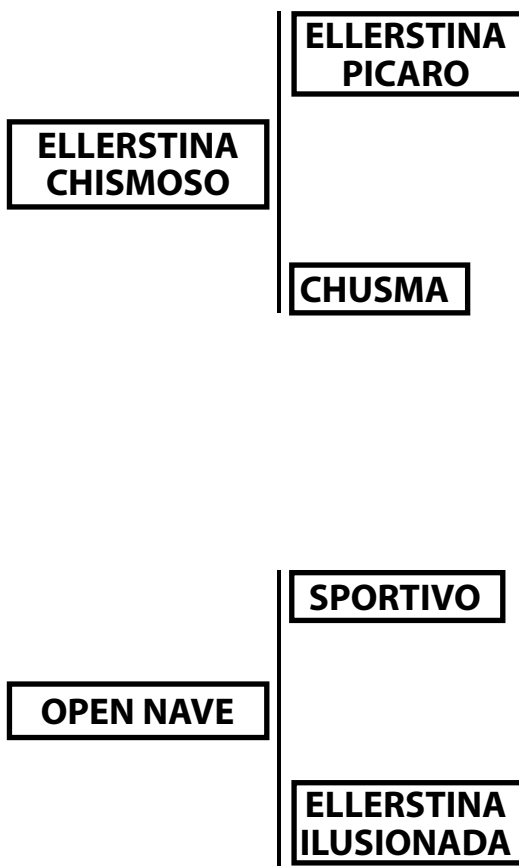 ELLERSTINA
PICARO
ELLERSTINA
CHISMOSO
CHUSMA
SPORTIVO
OPEN NAVE
ELLERSTINA
ILUSIONADA